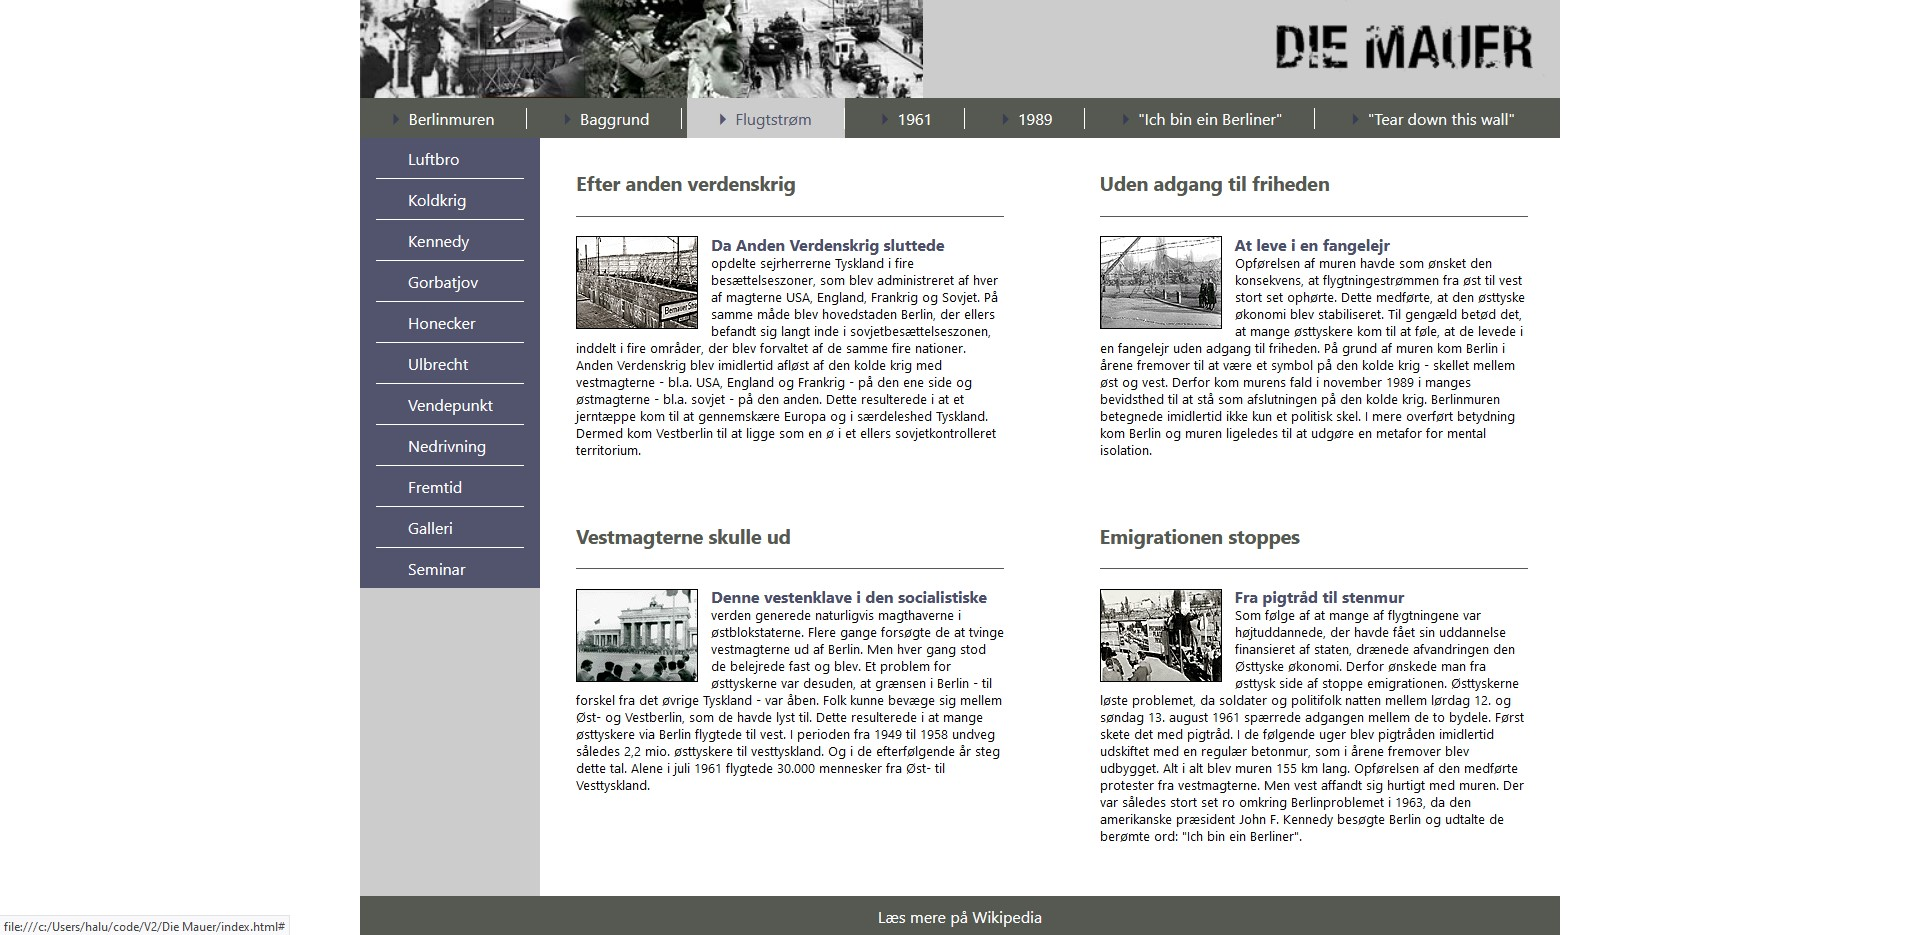 DIE MAUER
Berlinmuren
Baggrund
Flugtstrøm
1961
1989
"Ich bin ein Berliner"
"Tear down this wall"
Luftbro
Koldkrig
Kennedy
Gorbatjov
Honecker
Ulbrecht
Vendepunkt
Nedrivning
Fremtid
Galleri
Seminar
Efter anden verdenskrig
Da Anden Verdenskrig sluttede
opdelte sejrherrerne Tyskland i fire
besættelseszoner, som blev administreret af hver
af magterne USA, England, Frankrig og Sovjet. På
samme måde blev hovedstaden Berlin, der ellers
befandt sig langt inde i sovjetbesættelseszonen,
inddelt i fire områder, der blev forvaltet af de samme fire nationer.
Anden Verdenskrig blev imidlertid afløst af den kolde krig med
vestmagterne - bl.a. USA, England og Frankrig - på den ene side og
østmagterne - bl.a. sovjet - på den anden. Dette resulterede i at et
jerntæppe kom til at gennemskære Europa og i særdeleshed Tyskland.
Dermed kom Vestberlin til at ligge som en ø i et ellers sovjetkontrolleret
territorium.
Uden adgang til friheden
At leve i en fangelejr
Opførelsen af muren havde som ønsket den
konsekvens, at flygtningestrømmen fra øst til vest
stort set ophørte. Dette medførte, at den østtyske
økonomi blev stabiliseret. Til gengæld betød det,
at mange østtyskere kom til at føle, at de levede i
en fangelejr uden adgang til friheden. På grund af muren kom Berlin i
årene fremover til at være et symbol på den kolde krig - skellet mellem
øst og vest. Derfor kom murens fald i november 1989 i manges
bevidsthed til at stå som afslutningen på den kolde krig. Berlinmuren
betegnede imidlertid ikke kun et politisk skel. I mere overført betydning
kom Berlin og muren ligeledes til at udgøre en metafor for mental
isolation.
Vestmagterne skulle ud
Denne vestenklave i den socialistiske
verden generede naturligvis magthaverne i
østblokstaterne. Flere gange forsøgte de at tvinge
vestmagterne ud af Berlin. Men hver gang stod
de belejrede fast og blev. Et problem for
østtyskerne var desuden, at grænsen i Berlin - til
forskel fra det øvrige Tyskland - var åben. Folk kunne bevæge sig mellem
Øst- og Vestberlin, som de havde lyst til. Dette resulterede i at mange
østtyskere via Berlin flygtede til vest. I perioden fra 1949 til 1958 undveg
således 2,2 mio. østtyskere til vesttyskland. Og i de efterfølgende år steg
dette tal. Alene i juli 1961 flygtede 30.000 mennesker fra Øst- til
Vesttyskland.
Emigrationen stoppes
Fra pigtråd til stenmur
Som følge af at mange af flygtningene var
højtuddannede, der havde fået sin uddannelse
finansieret af staten, drænede afvandringen den
Østtyske økonomi. Derfor ønskede man fra
østtysk side af stoppe emigrationen. Østtyskerne
løste problemet, da soldater og politifolk natten mellem lørdag 12. og
søndag 13. august 1961 spærrede adgangen mellem de to bydele. Først
skete det med pigtråd. I de følgende uger blev pigtråden imidlertid
udskiftet med en regulær betonmur, som i årene fremover blev
udbygget. Alt i alt blev muren 155 km lang. Opførelsen af den medførte
protester fra vestmagterne. Men vest affandt sig hurtigt med muren. Der
var således stort set ro omkring Berlinproblemet i 1963, da den
amerikanske præsident John F. Kennedy besøgte Berlin og udtalte de
berømte ord: "Ich bin ein Berliner".
Læs mere på Wikipedia
file:///c:/Users/halu/code/V2/Die Mauer/index.html#